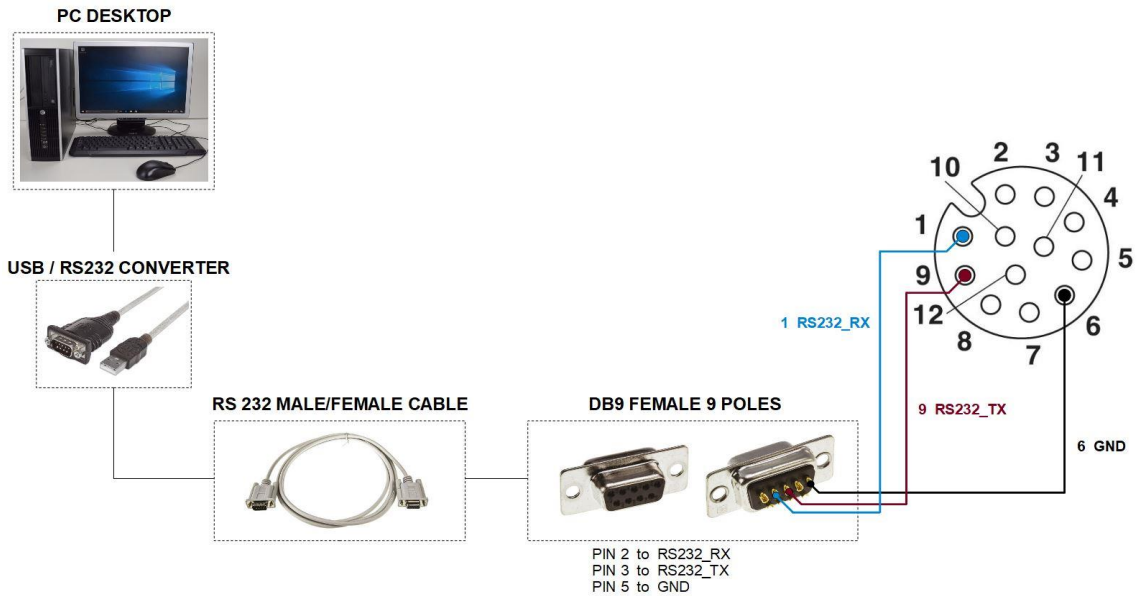 PC DESKTOP
USB / RS232 CONVERTER
RS 232 MALE/FEMALE CABLE
DB9 FEMALE 9 POLES
PIN 2 to RS232_RX
PIN 3 to RS232_TX
PIN 5 to GND
1 RS232_RX
9 RS232_TX
6 GND
1
2
3
4
5
6
7
8
9
10
11
12